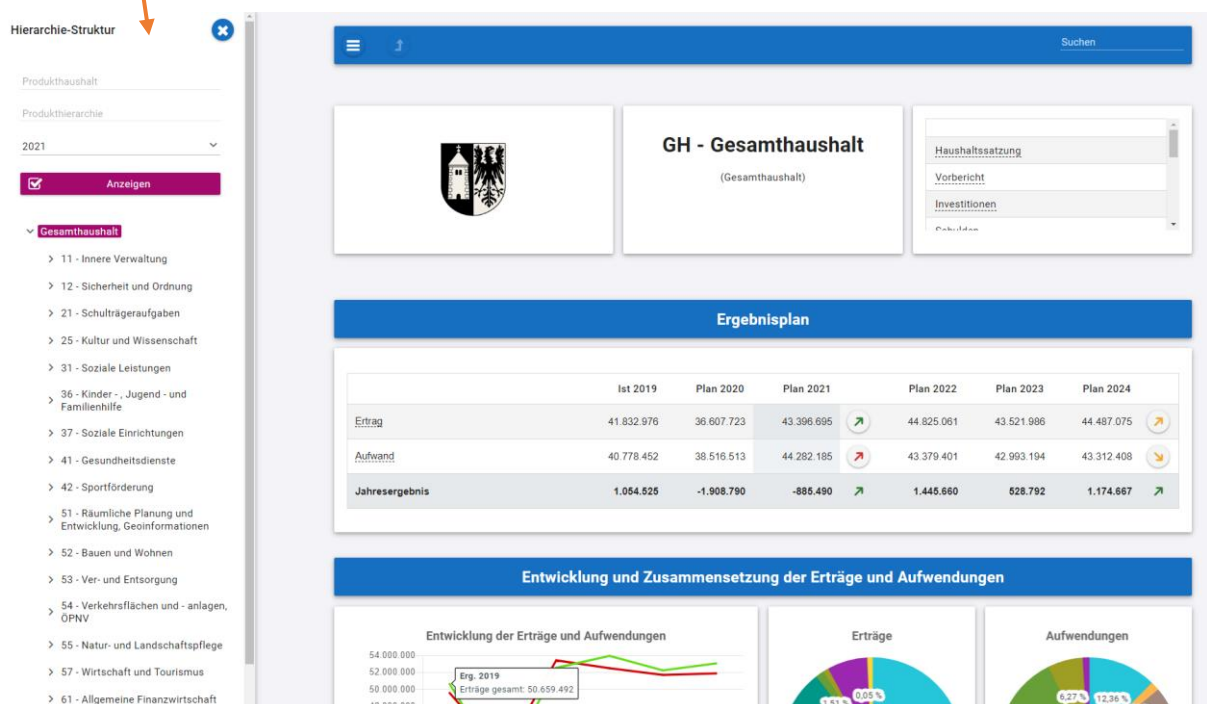 Hierarchie-Struktur
Produkthaushalt
Produkthierarchie
2021
Anzeigen
Gesamthaushalt
11 - Innere Verwaltung
12 - Sicherheit und Ordnung
21 - Schulträgeraufgaben
25 - Kultur und Wissenschaft
31 - Soziale Leistungen
36 - Kinder - , Jugend - und
Familienhilfe
37 - Soziale Einrichtungen
41 - Gesundheitsdienste
42 - Sportförderung
51 - Räumliche Planung und
Entwicklung, Geoinformationen
52 - Bauen und Wohnen
53 - Ver- und Entsorgung
54 - Verkehrsflächen und - anlagen,
ÖPNV
55 - Natur- und Landschaftspflege
57 - Wirtschaft und Tourismus
61 - Allgemeine Finanzwirtschaft
Suchen
GH - Gesamthaushalt
(Gesamthaushalt)
Haushaltssatzung
Vorbericht
Investitionen
Ergebnisplan
Ist 2019 Plan 2020 Plan 2021 Plan 2022 Plan 2023 Plan 2024
Ertrag 41.832.976 36.607.723 43.396.695 44.825.061 43.521.986 44.487.075
Aufwand 40.778.452 38.516.513 44.282.185 43.379.401 42.993.194 43.312.408
Jahresergebnis 1.054.525 -1.908.790 -885.490 1.445.660 528.792 1.174.667
Entwicklung und Zusammensetzung der Erträge und Aufwendungen
Entwicklung der Erträge und Aufwendungen
54.000.000
52.000.000
50.000.000
Erg. 2019
Erträge gesamt: 50.659.492
Erträge
0,05 %
1,51 %
Aufwendungen
6,27 %
12,36 %